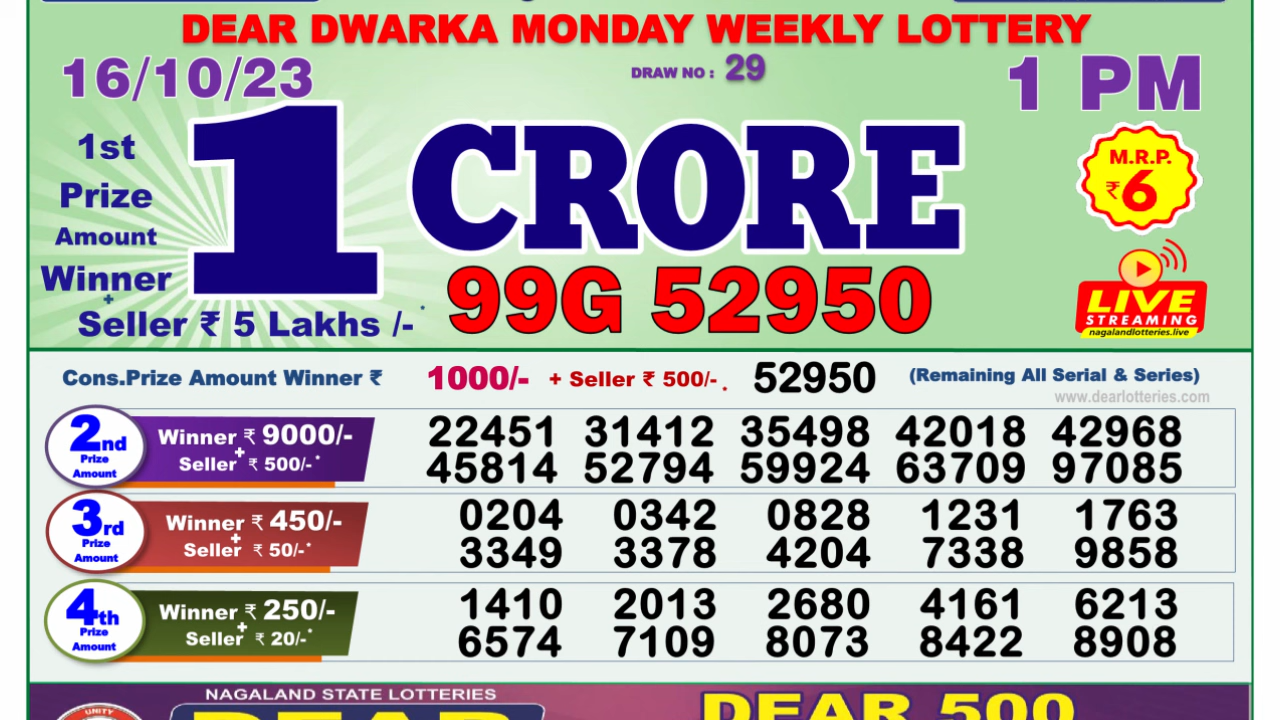 DEAR DWARKA MONDAY WEEKLY LOTTERY
16/10/23 DRAW NO : 29 1 PM
1st
Prize
Amount
Winner
+
Seller ₹ 5 Lakhs /-*
1 CRORE
99G 52950
M.R.P.
₹6
LIVE
STREAMING
nagalandlotteries.live
Cons.Prize Amount Winner ₹ 1000/- + Seller ₹ 500/- . 52950 (Remaining All Serial & Series)
www.dearlotteries.com
2nd
Prize
Amount
Winner ₹ 9000/-
+
Seller ₹ 500/-*
22451 31412 35498 42018 42968
45814 52794 59924 63709 97085
3rd
Prize
Amount
Winner ₹ 450/-
+
Seller ₹ 50/-*
0204 0342 0828 1231 1763
3349 3378 4204 7338 9858
4th
Prize
Amount
Winner ₹ 250/-
+
Seller ₹ 20/-*
1410 2013 2680 4161 6213
6574 7109 8073 8422 8908
NAGALAND STATE LOTTERIES
UNITY
DEAR
DEAR 500